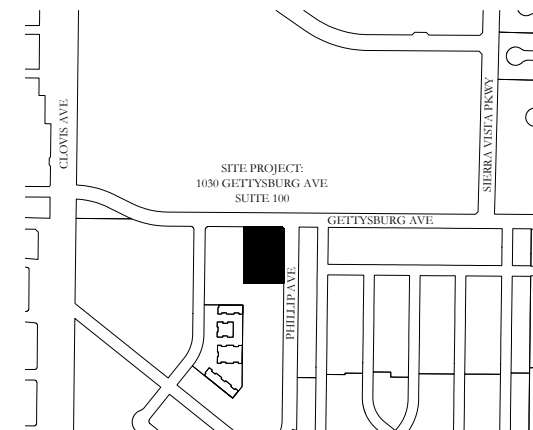 CLOVIS AVE
SIERRA VISTA PKWY
SITE PROJECT:
1030 GETTYSBURG AVE
SUITE 100
GETTYSBURG AVE
PHILLIP AVE